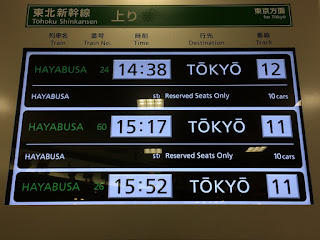 東北新幹線 上り 東京方面
Tohoku Shinkansen for Tōkyō
列車名 番号 時刻 行先 番線
Train Train No. Time Destination Track
HAYABUSA 24 14:38 TŌKYŌ 12
HAYABUSA Reserved Seats Only 10 cars
HAYABUSA 60 15:17 TŌKYŌ 11
HAYABUSA Reserved Seats Only 10 cars
HAYABUSA 26 15:52 TŌKYŌ 11